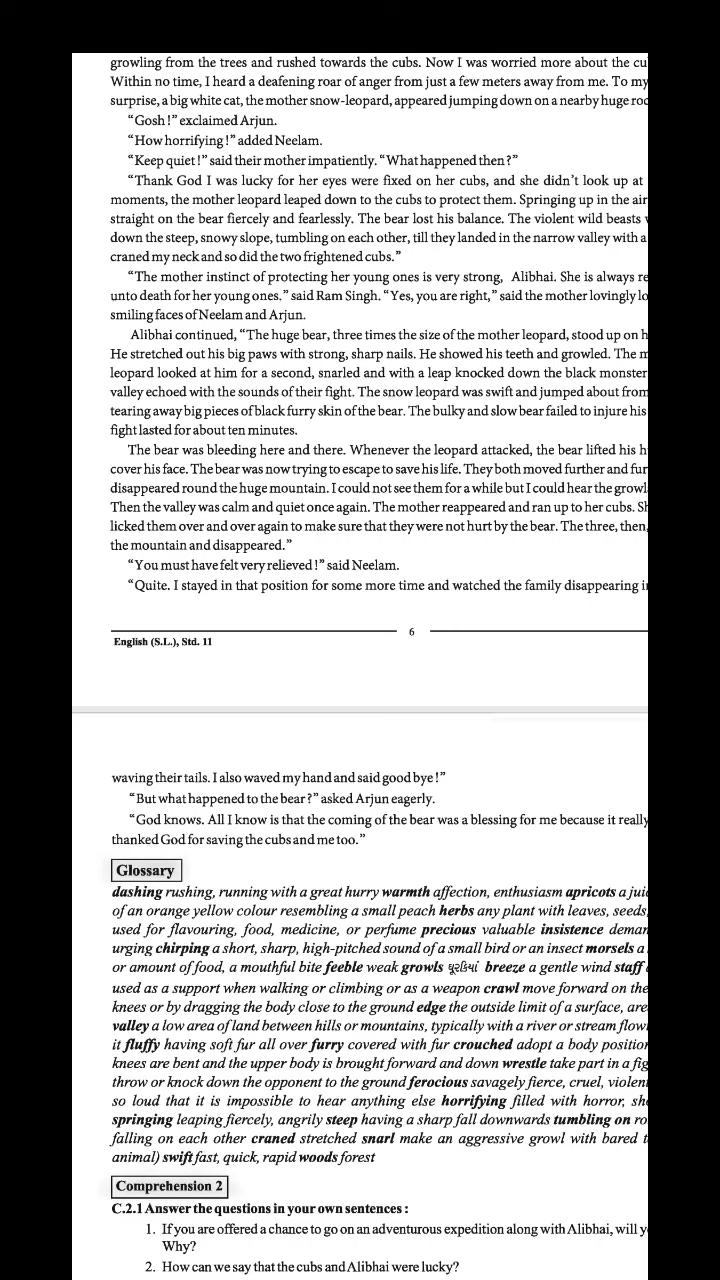 growling from the trees and rushed towards the cubs. Now I was worried more about the
Within no time, I heard a deafening roar of anger from just a few meters away from me. To my
surprise, a big white cat, the mother snow-leopard, appeared jumping down on a nearby huge
“Gosh !” exclaimed Arjun.
“How horrifying !” added Neelam.
“Keep quiet !” said their mother impatiently. “What happened then ?”
“Thank God I was lucky for her eyes were fixed on her cubs, and she didn’t look up at
moments, the mother leopard leaped down to the cubs to protect them. Springing up in the air
straight on the bear fiercely and fearlessly. The bear lost his balance. The violent wild beasts
down the steep, snowy slope, tumbling on each other, till they landed in the narrow valley with a
craned my neck and so did the two frightened cubs.”
“The mother instinct of protecting her young ones is very strong, Alibhai. She is always
unto death for her young ones.” said Ram Singh. “Yes, you are right,” said the mother lovingly
smiling faces of Neelam and Arjun.
Alibhai continued, “The huge bear, three times the size of the mother leopard, stood up on
He stretched out his big paws with strong, sharp nails. He showed his teeth and growled. The
leopard looked at him for a second, snarled and with a leap knocked down the black monster
valley echoed with the sounds of their fight. The snow leopard was swift and jumped about from
tearing away big pieces of black furry skin of the bear. The bulky and slow bear failed to injure his
fight lasted for about ten minutes.
The bear was bleeding here and there. Whenever the leopard attacked, the bear lifted his
cover his face. The bear was now trying to escape to save his life. They both moved further and
disappeared round the huge mountain. I could not see them for a while but I could hear the
Then the valley was calm and quiet once again. The mother reappeared and ran up to her cubs.
licked them over and over again to make sure that they were not hurt by the bear. The three, then,
the mountain and disappeared.”
“You must have felt very relieved !” said Neelam.
“Quite. I stayed in that position for some more time and watched the family disappearing
6
English (S.L.), Std. 11
waving their tails. I also waved my hand and said good bye !”
“But what happened to the bear ?” asked Arjun eagerly.
“God knows. All I know is that the coming of the bear was a blessing for me because it really
thanked God for saving the cubs and me too.”
Glossary
dashing rushing, running with a great hurry warmth affection, enthusiasm apricots a
of an orange yellow colour resembling a small peach herbs any plant with leaves, seeds,
used for flavouring, food, medicine, or perfume precious valuable insistence
urging chirping a short, sharp, high-pitched sound of a small bird or an insect morsels a
or amount of food, a mouthful bite feeble weak growls ઘૂરકિયાં breeze a gentle wind staff
used as a support when walking or climbing or as a weapon crawl move forward on the
knees or by dragging the body close to the ground edge the outside limit of a surface,
valley a low area of land between hills or mountains, typically with a river or stream
it fluffy having soft fur all over furry covered with fur crouched adopt a body
knees are bent and the upper body is brought forward and down wrestle take part in a
throw or knock down the opponent to the ground ferocious savagely fierce, cruel,
so loud that it is impossible to hear anything else horrifying filled with horror,
springing leaping fiercely, angrily steep having a sharp fall downwards tumbling on
falling on each other craned stretched snarl make an aggressive growl with bared
animal) swift fast, quick, rapid woods forest
Comprehension 2
C.2.1 Answer the questions in your own sentences :
1. If you are offered a chance to go on an adventurous expedition along with Alibhai, will
Why?
2. How can we say that the cubs and Alibhai were lucky?